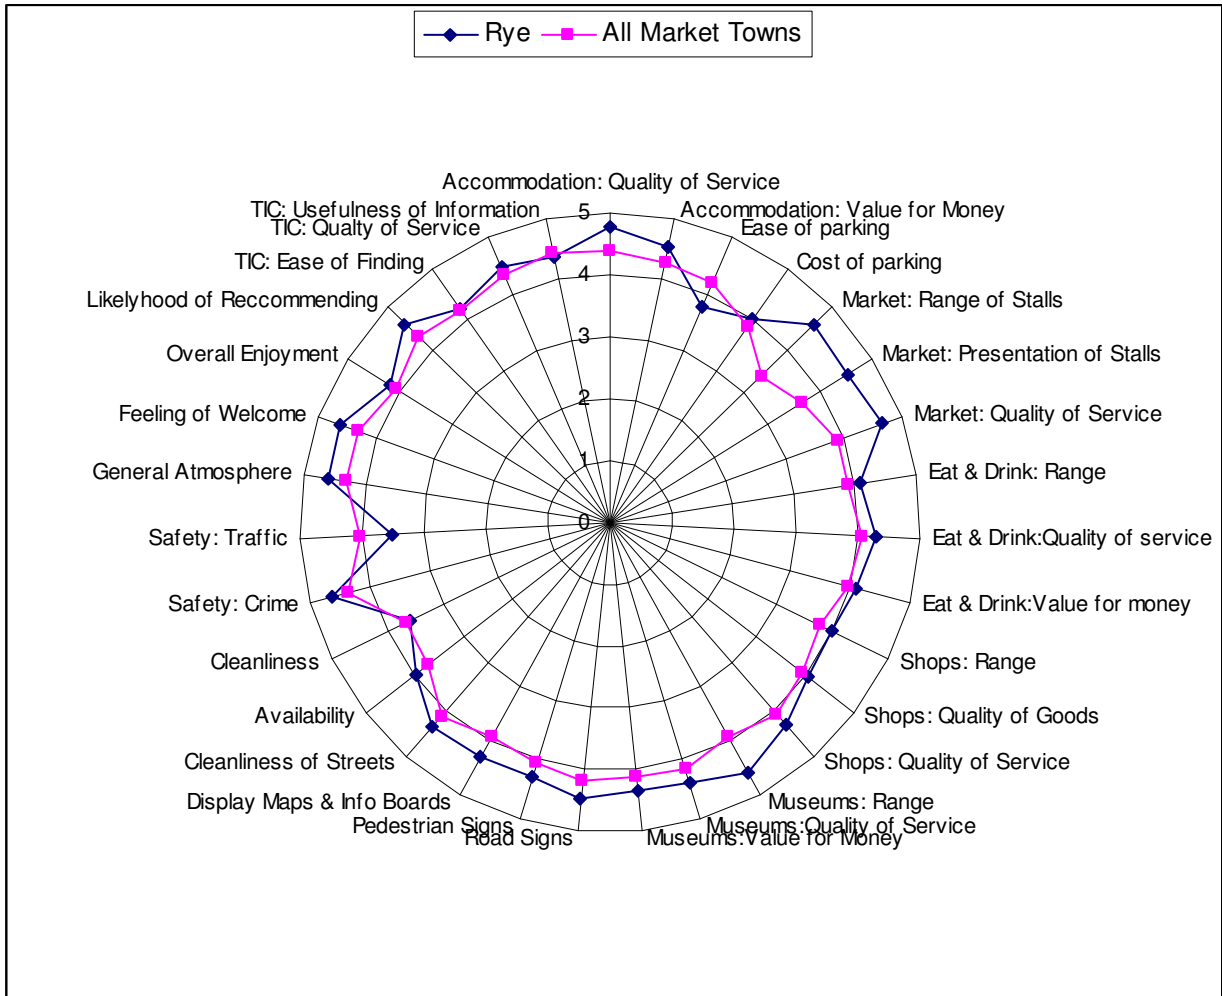 Rye
All Market Towns
Accommodation: Quality of Service
Accommodation: Value for Money
Ease of parking
Cost of parking
Market: Range of Stalls
Market: Presentation of Stalls
Market: Quality of Service
Eat & Drink: Range
Eat & Drink:Quality of service
Eat & Drink:Value for money
Shops: Range
Shops: Quality of Goods
Shops: Quality of Service
Museums: Range
Museums:Quality of Service
Museums:Value for Money
Road Signs
Pedestrian Signs
Display Maps & Info Boards
Cleanliness of Streets
Availability
Cleanliness
Safety: Crime
Safety: Traffic
General Atmosphere
Feeling of Welcome
Overall Enjoyment
Likelyhood of Reccommending
TIC: Ease of Finding
TIC: Qualty of Service
TIC: Usefulness of Information
5
4
3
2
1
0